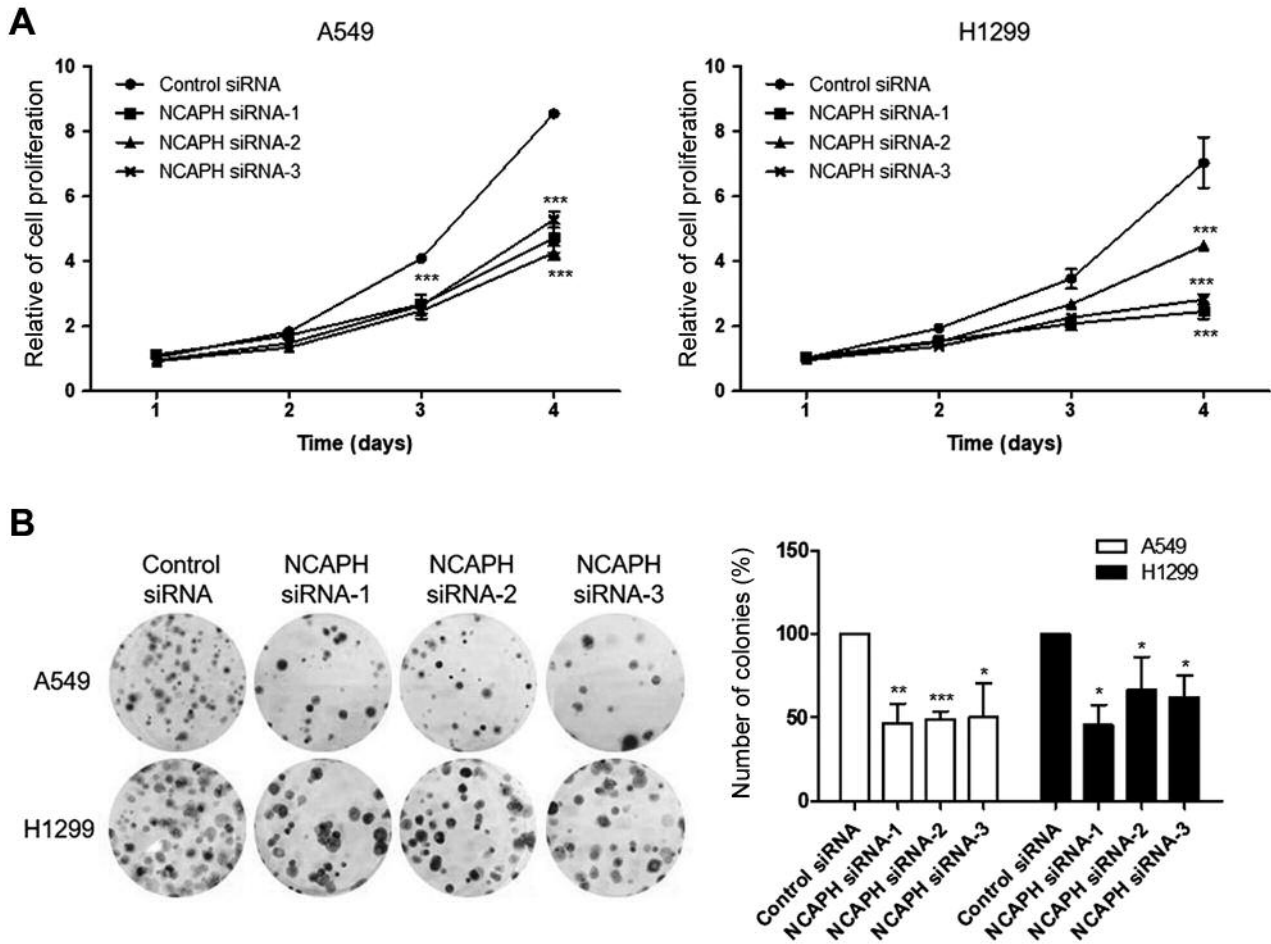 A
A549
H1299
Relative of cell proliferation
10
8
6
4
2
0
Control siRNA
NCAPH siRNA-1
NCAPH siRNA-2
NCAPH siRNA-3
***
***
***
1
2
3
4
Time (days)
Relative of cell proliferation
10
8
6
4
2
0
Control siRNA
NCAPH siRNA-1
NCAPH siRNA-2
NCAPH siRNA-3
***
***
***
1
2
3
4
Time (days)
B
Control siRNA
NCAPH siRNA-1
NCAPH siRNA-2
NCAPH siRNA-3
A549
H1299
Number of colonies (%)
150
100
50
0
A549
H1299
**
***
*
*
*
*
Control siRNA
NCAPH siRNA-1
NCAPH siRNA-2
NCAPH siRNA-3
Control siRNA
NCAPH siRNA-1
NCAPH siRNA-2
NCAPH siRNA-3